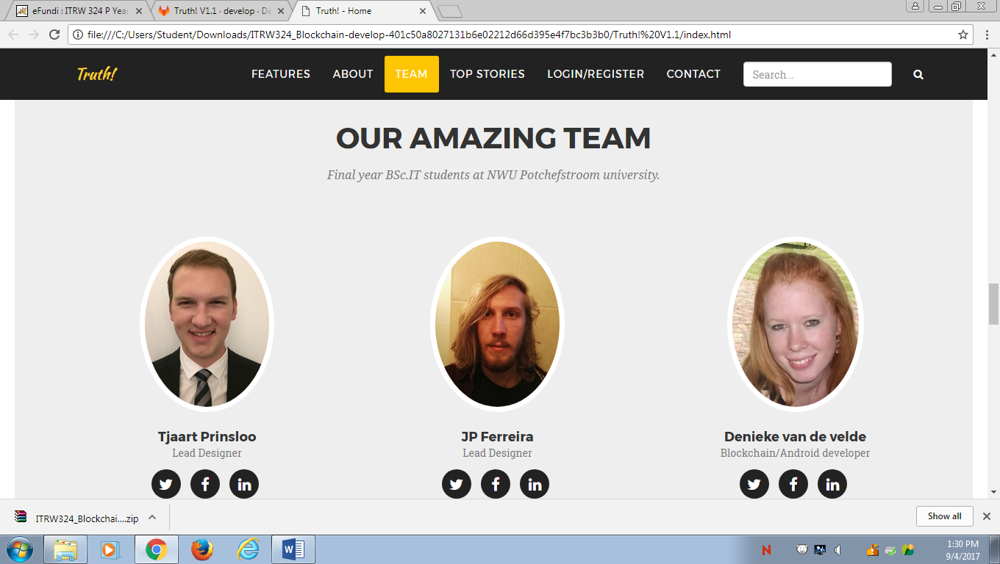 eFundi : ITRW 324 P Year
Truth! V1.1 · develop · De
Truth! - Home
file:///C:/Users/Student/Downloads/ITRW324_Blockchain-develop-401c50a8027131b6e02212d66d395e4f7bc3b3b0/Truth!%20V1.1/index.html
Truth!
FEATURES
ABOUT
TEAM
TOP STORIES
LOGIN/REGISTER
CONTACT
Search...
OUR AMAZING TEAM
Final year BSc.IT students at NWU Potchefstroom university.
Tjaart Prinsloo
Lead Designer
JP Ferreira
Lead Designer
Denieke van de velde
Blockchain/Android developer
ITRW324_Blockchai....zip
Show all
1:30 PM
9/4/2017